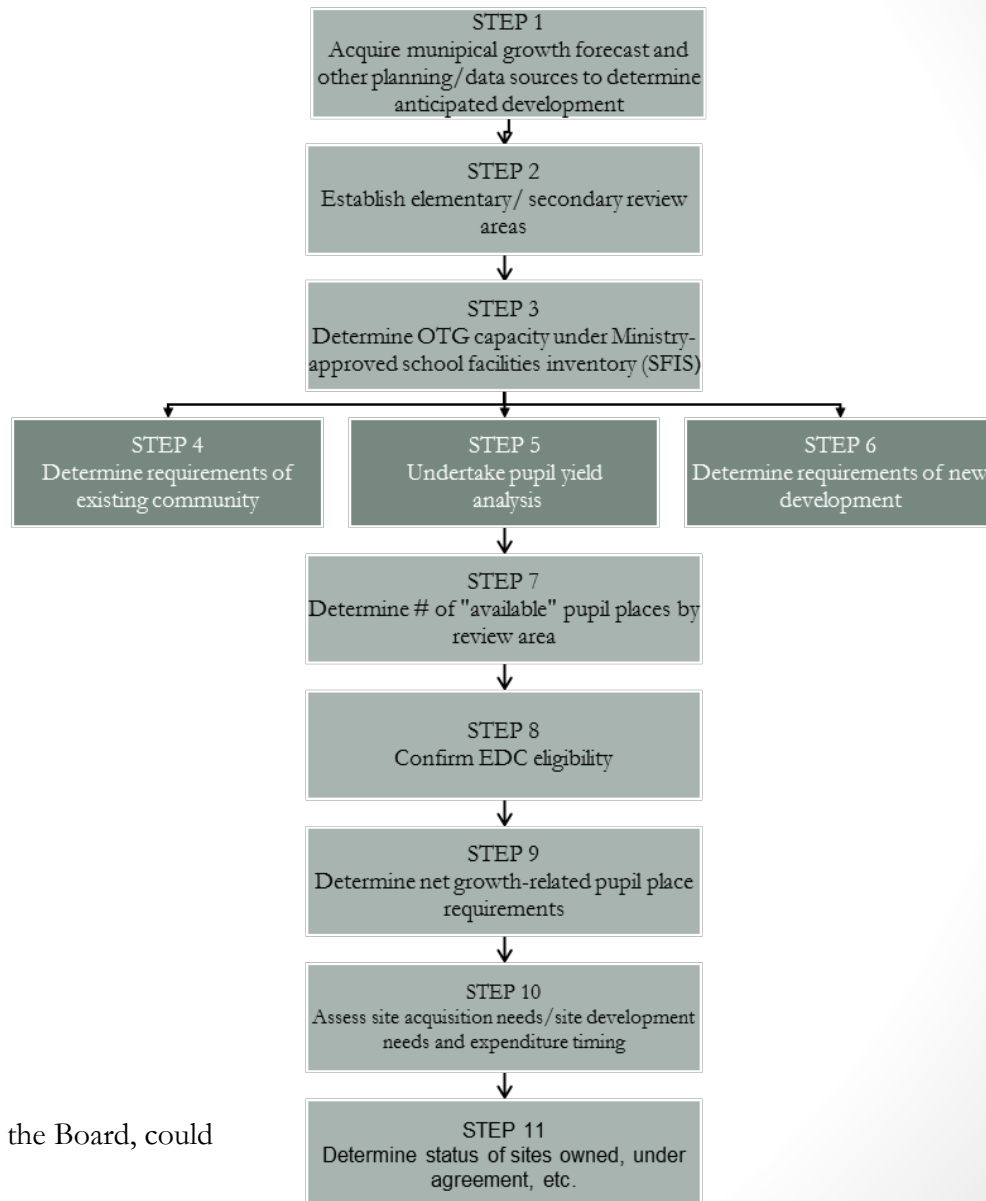 STEP 1
Acquire munipical growth forecast and
other planning/data sources to determine
anticipated development
STEP 2
Establish elementary/ secondary review
areas
STEP 3
Determine OTG capacity under Ministry-
approved school facilities inventory (SFIS)
STEP 4
Determine requirements of
existing community
STEP 5
Undertake pupil yield
analysis
STEP 6
Determine requirements of new
development
STEP 7
Determine # of "available" pupil places by
review area
STEP 8
Confirm EDC eligibility
STEP 9
Determine net growth-related pupil place
requirements
STEP 10
Assess site acquisition needs/site development
needs and expenditure timing
the Board, could
STEP 11
Determine status of sites owned, under
agreement, etc.